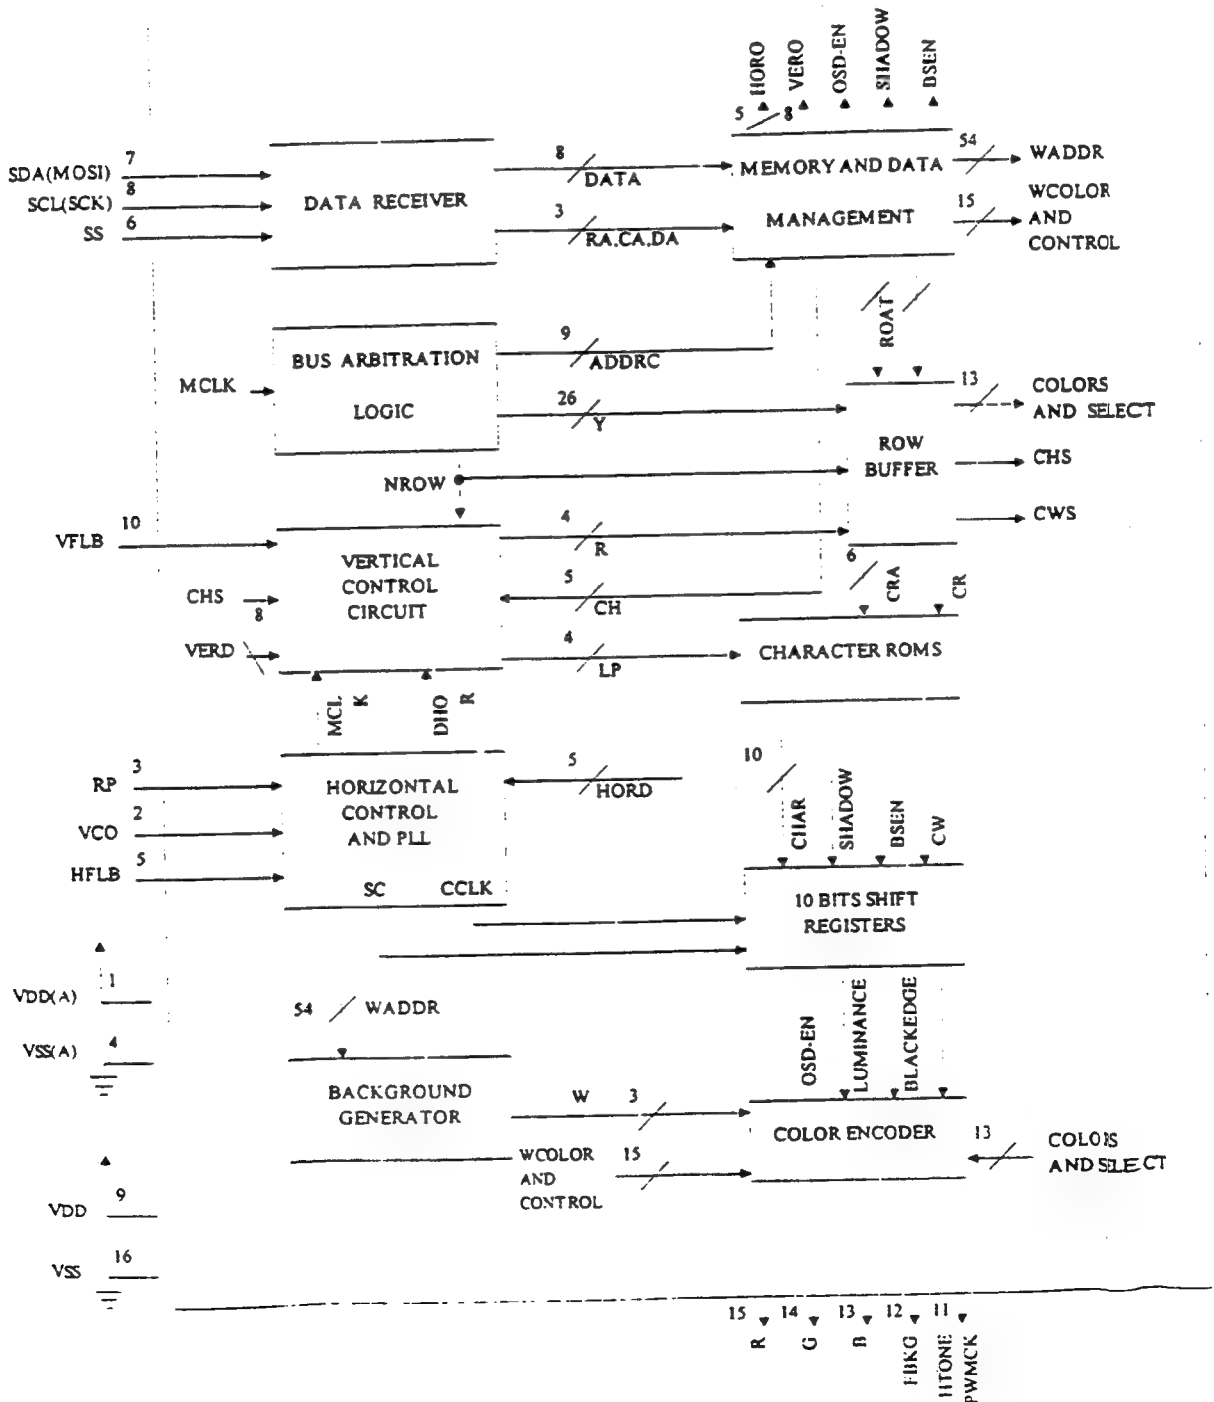 HORO
VERO
OSD-EN
SHADOW
BSEN
5
8
7
SDA(MOSI)
8
SCL(SCK)
6
SS
DATA RECEIVER
8
DATA
3
RA,CA,DA
MEMORY AND DATA
MANAGEMENT
54
WADDR
15
WCOLOR
AND
CONTROL
ROAT
MCLK
BUS ARBITRATION
LOGIC
9
ADDRC
26
Y
NROW
ROW
BUFFER
13
COLORS
AND SELECT
CHS
CWS
10
VFLB
CHS
8
VERD
VERTICAL
CONTROL
CIRCUIT
4
R
5
CH
4
LP
6
CRA
CR
CHARACTER ROMS
MCL
K
DHO
R
3
RP
2
VCO
5
HFLB
HORIZONTAL
CONTROL
AND PLL
SC
CCLK
5
HORD
10
CHAR
SHADOW
BSEN
CW
10 BITS SHIFT
REGISTERS
1
VDD(A)
4
VSS(A)
54
WADDR
BACKGROUND
GENERATOR
W
3
WCOLOR
AND
CONTROL
15
OSD-EN
LUMINANCE
BLACKEDGE
COLOR ENCODER
13
COLORS
AND SELECT
9
VDD
16
VSS
15
14
13
12
11
R
G
B
FBKG
HTONE
PWMCK